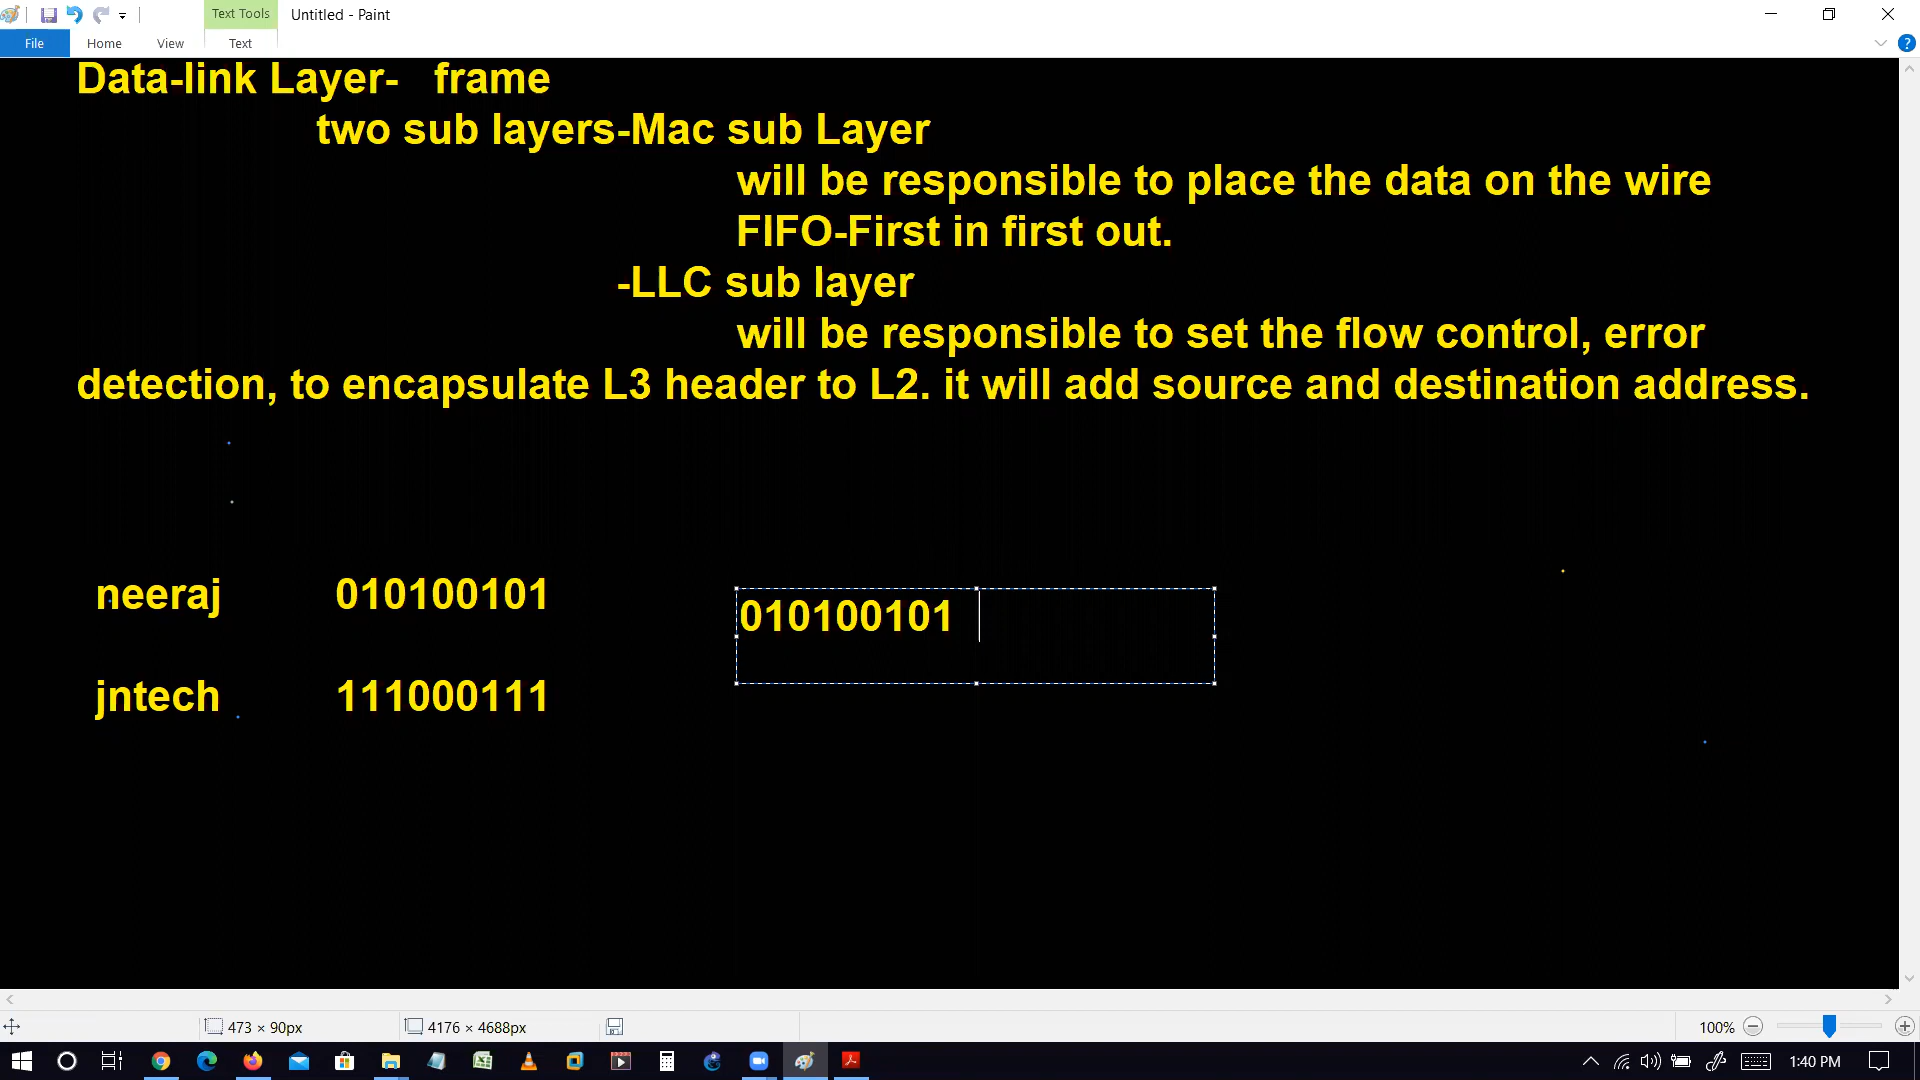 Text Tools
Untitled - Paint
File
Home
View
Text
Data-link Layer- frame
two sub layers-Mac sub Layer
will be responsible to place the data on the wire
FIFO-First in first out.
-LLC sub layer
will be responsible to set the flow control, error
detection, to encapsulate L3 header to L2. it will add source and destination address.
neeraj 010100101
010100101
jntech 111000111
473 × 90px
4176 × 4688px
100%
1:40 PM